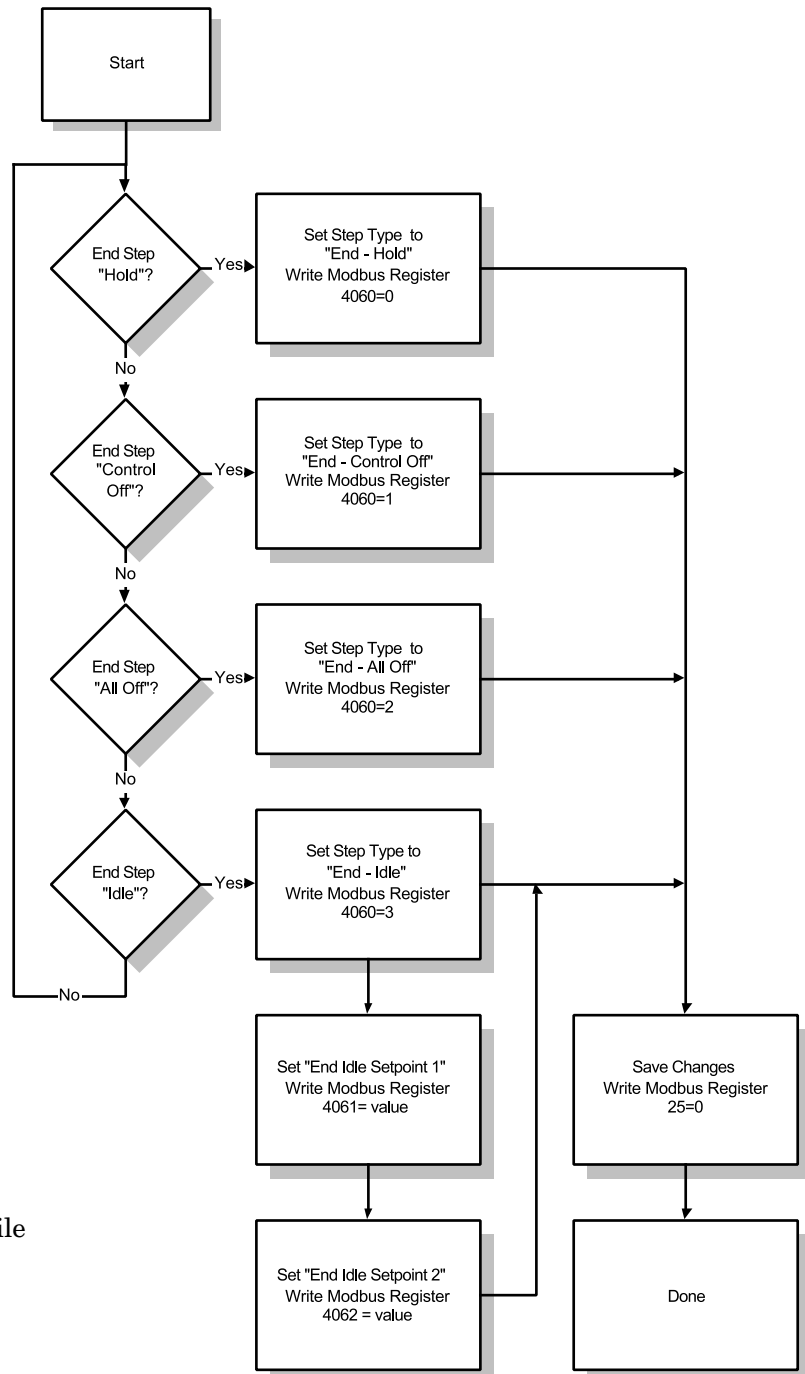 Start
End Step
"Hold"?
Yes
Set Step Type to
"End - Hold"
Write Modbus Register
4060=0
No
End Step
"Control
Off"?
Yes
Set Step Type to
"End - Control Off"
Write Modbus Register
4060=1
No
End Step
"All Off"?
Yes
Set Step Type to
"End - All Off"
Write Modbus Register
4060=2
No
End Step
"Idle"?
Yes
Set Step Type to
"End - Idle"
Write Modbus Register
4060=3
No
Set "End Idle Setpoint 1"
Write Modbus Register
4061= value
Save Changes
Write Modbus Register
25=0
ile
Set "End Idle Setpoint 2"
Write Modbus Register
4062 = value
Done